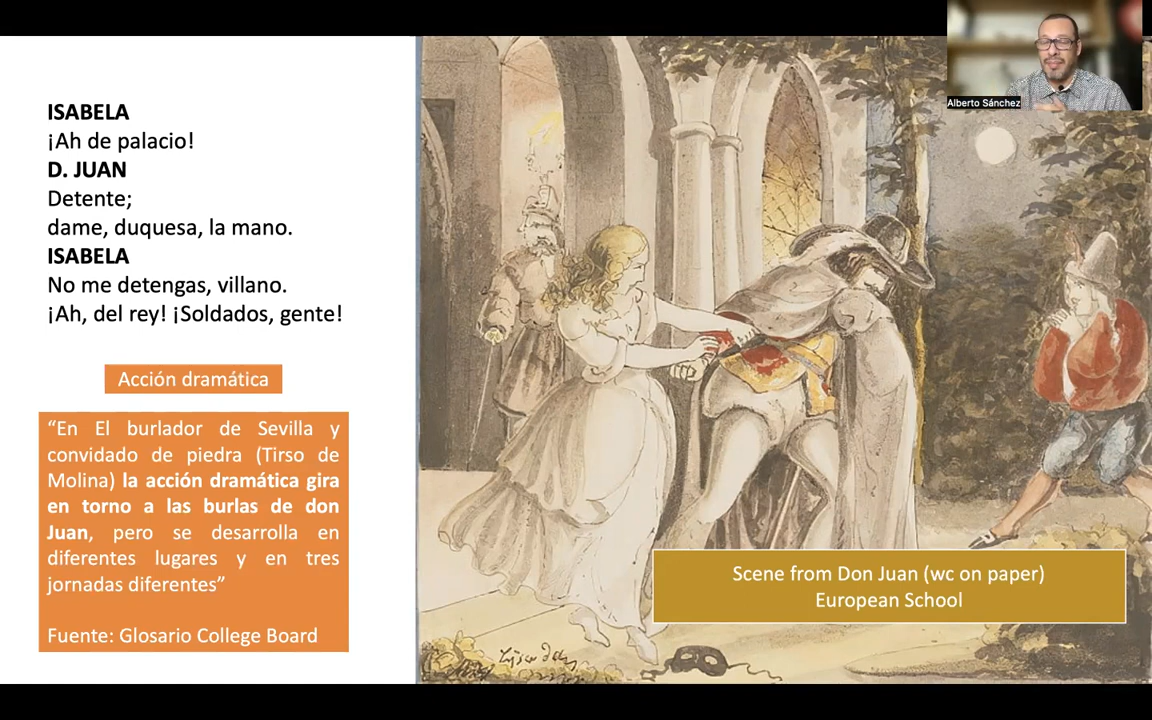 ISABELA
¡Ah de palacio!
D. JUAN
Detente;
dame, duquesa, la mano.
ISABELA
No me detengas, villano.
¡Ah, del rey! ¡Soldados, gente!
Acción dramática
“En El burlador de Sevilla y
convidado de piedra (Tirso de
Molina) la acción dramática gira
en torno a las burlas de don
Juan, pero se desarrolla en
diferentes lugares y en tres
jornadas diferentes”
Fuente: Glosario College Board
Alberto Sánchez
Scene from Don Juan (wc on paper)
European School